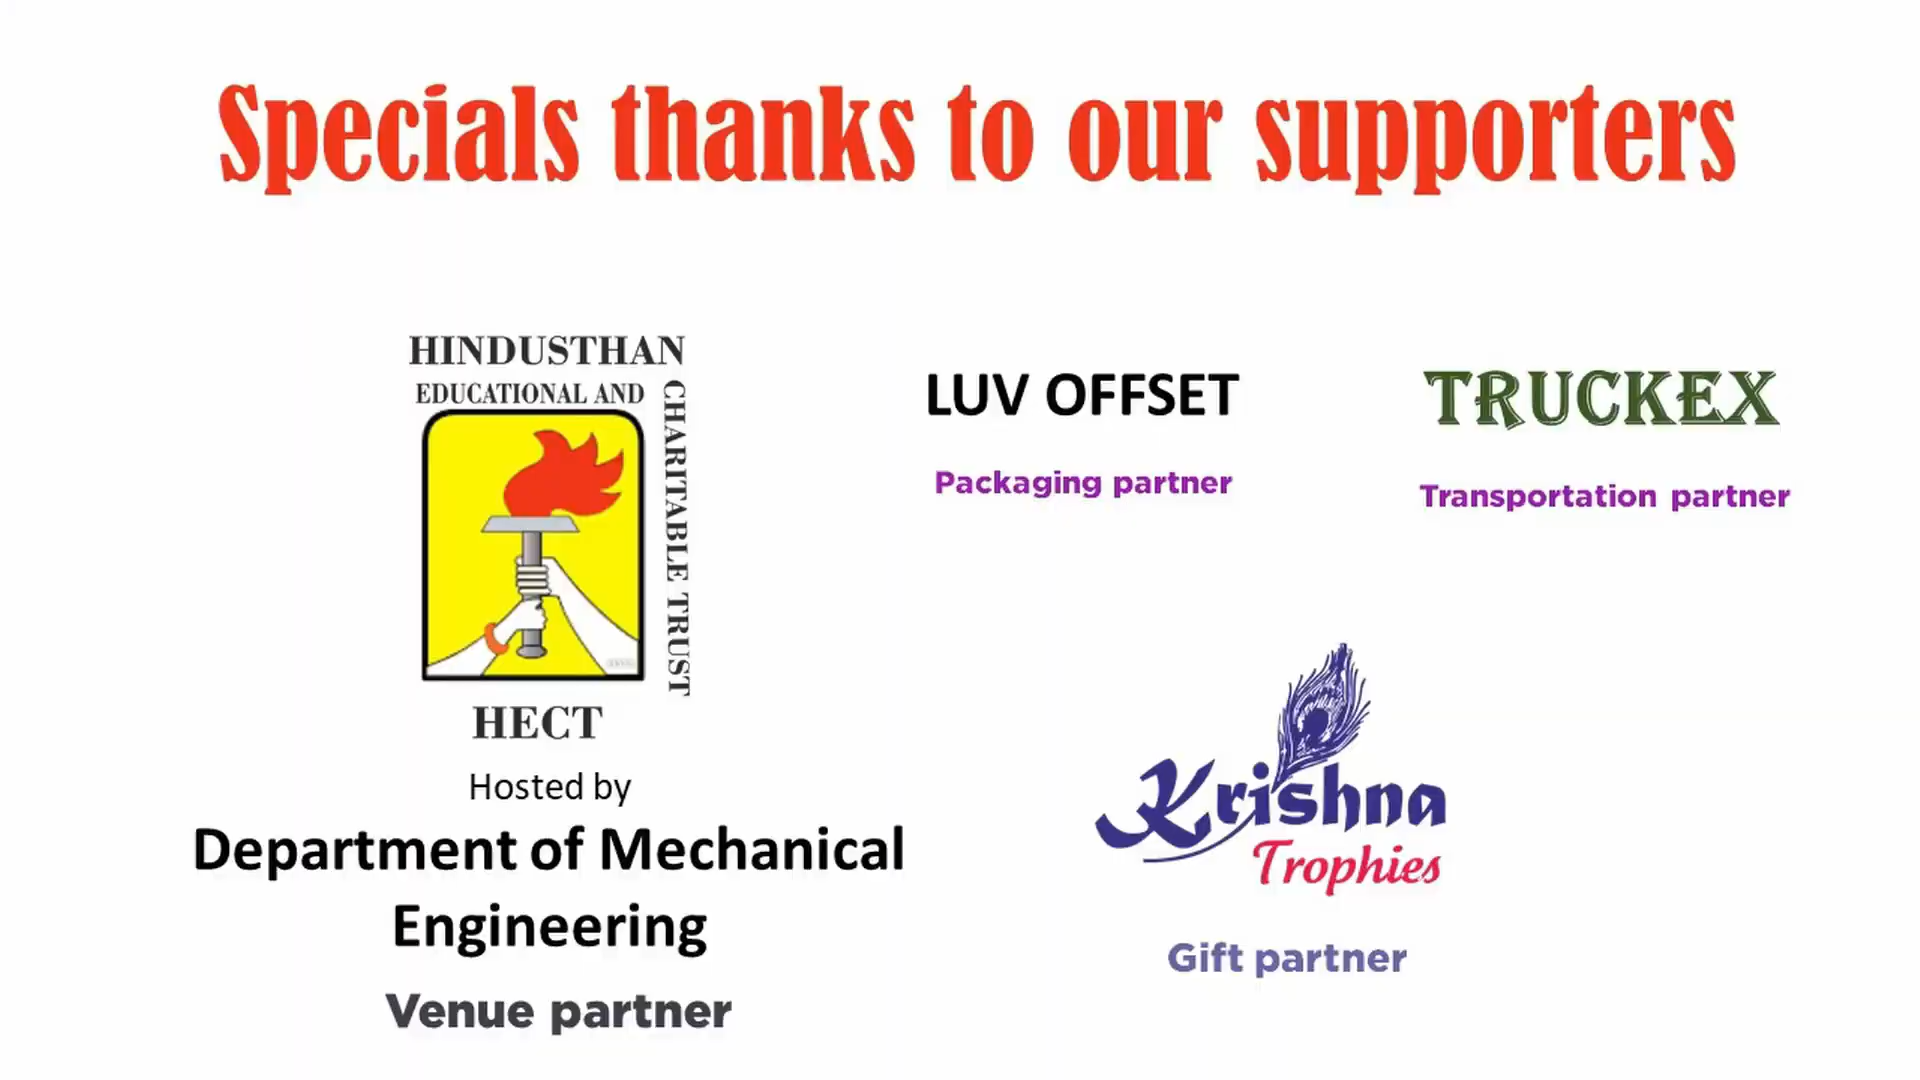 Specials thanks to our supporters
HINDUSTHAN
EDUCATIONAL AND
CHARITABLE TRUST
HECT
Hosted by
Department of Mechanical
Engineering
Venue partner
LUV OFFSET
Packaging partner
TRUCKEX
Transportation partner
Krishna
Trophies
Gift partner